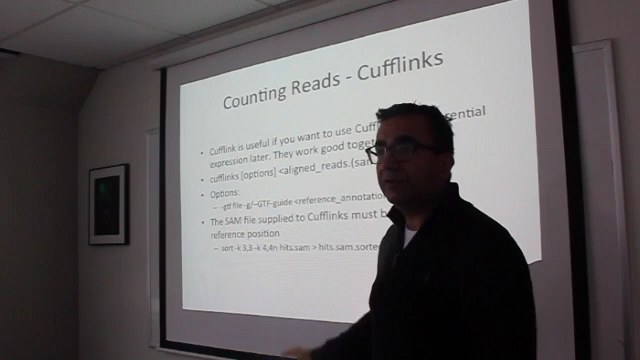 Counting Reads - Cufflinks
• Cufflink is useful if you want to use Cuff
expression later. They work good toget
• cufflinks [options] <aligned_reads.(sam
• Options:
– -gtf file -g/–GTF-guide <reference_annotation
• The SAM file supplied to Cufflinks must b
reference position
– sort -k 3,3 -k 4,4n hits.sam > hits.sam.sorte